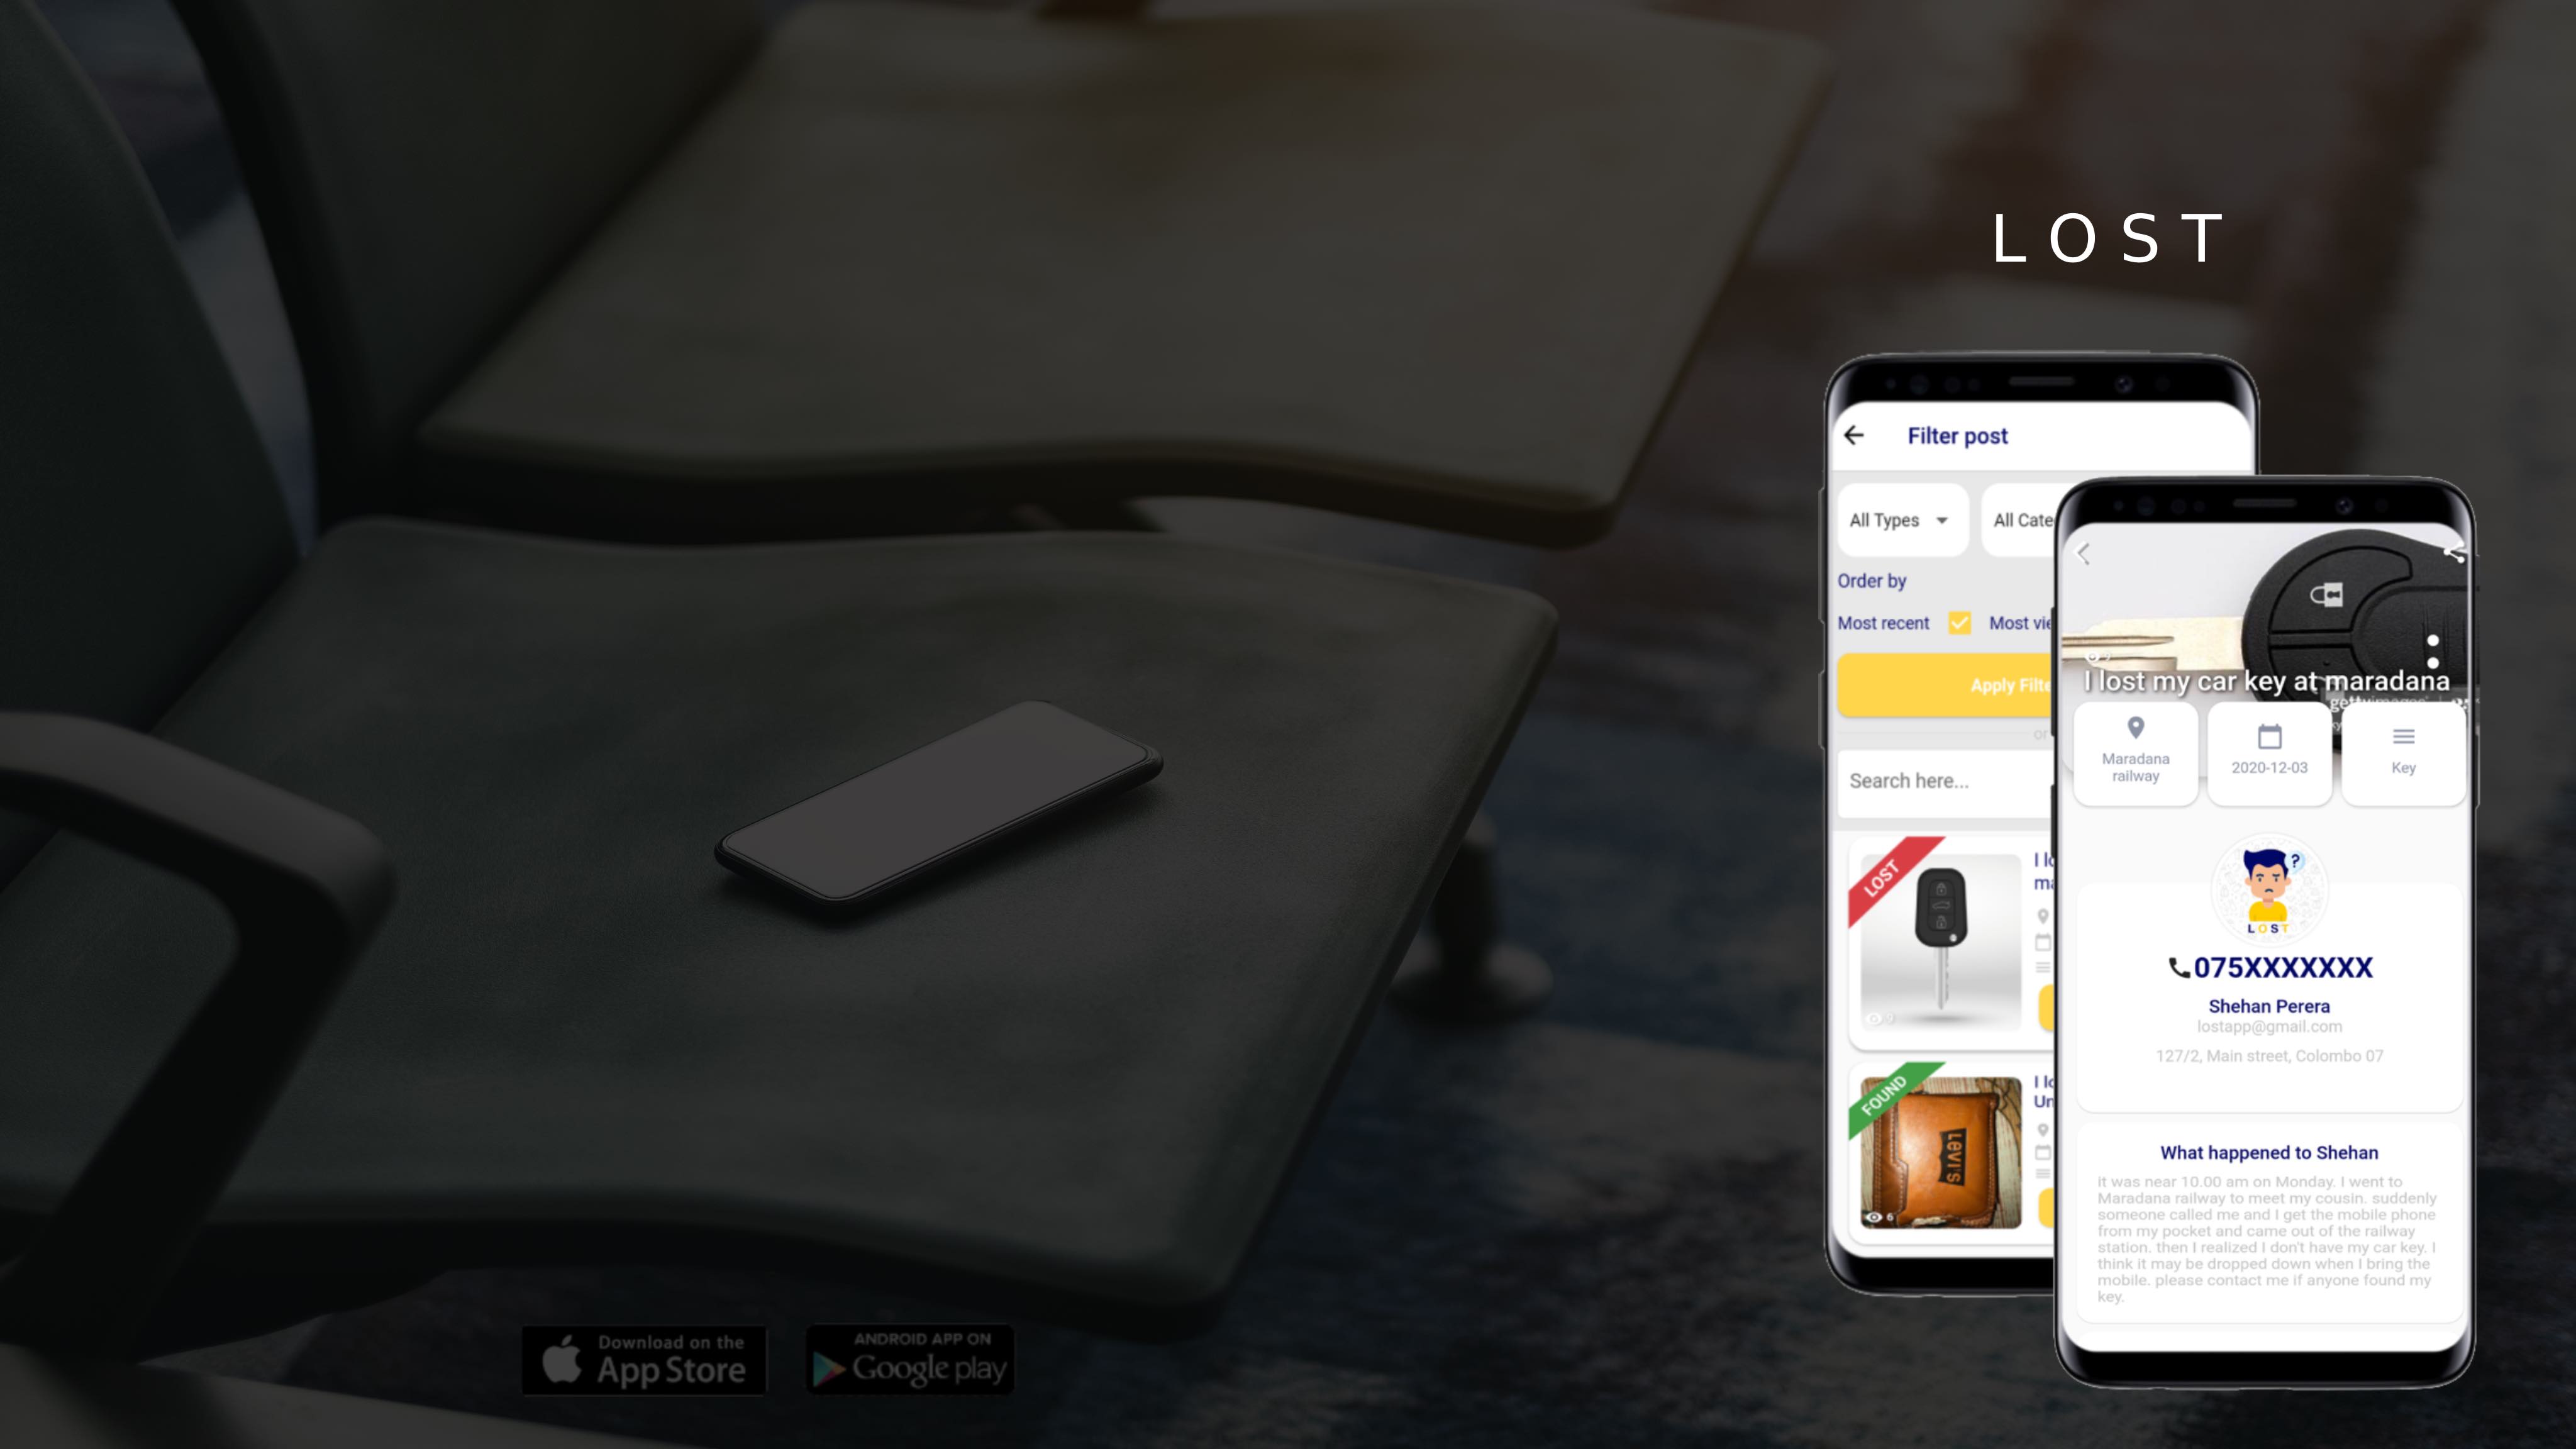 LOST
Filter post
All Types
All Cate
Order by
Most recent
Most vie
Apply Filte
or
Search here...
LOST
I lo
ma
FOUND
LEVI'S
I lo
Un
6
I lost my car key at maradana
gettyimages
Maradana
railway
2020-12-03
Key
?
LOST
075XXXXXXX
Shehan Perera
lostapp@gmail.com
127/2, Main street, Colombo 07
What happened to Shehan
it was near 10.00 am on Monday. I went to
Maradana railway to meet my cousin. suddenly
someone called me and I get the mobile phone
from my pocket and came out of the railway
station. then I realized I don't have my car key. I
think it may be dropped down when I bring the
mobile. please contact me if anyone found my
key.
Download on the
App Store
ANDROID APP ON
Google play